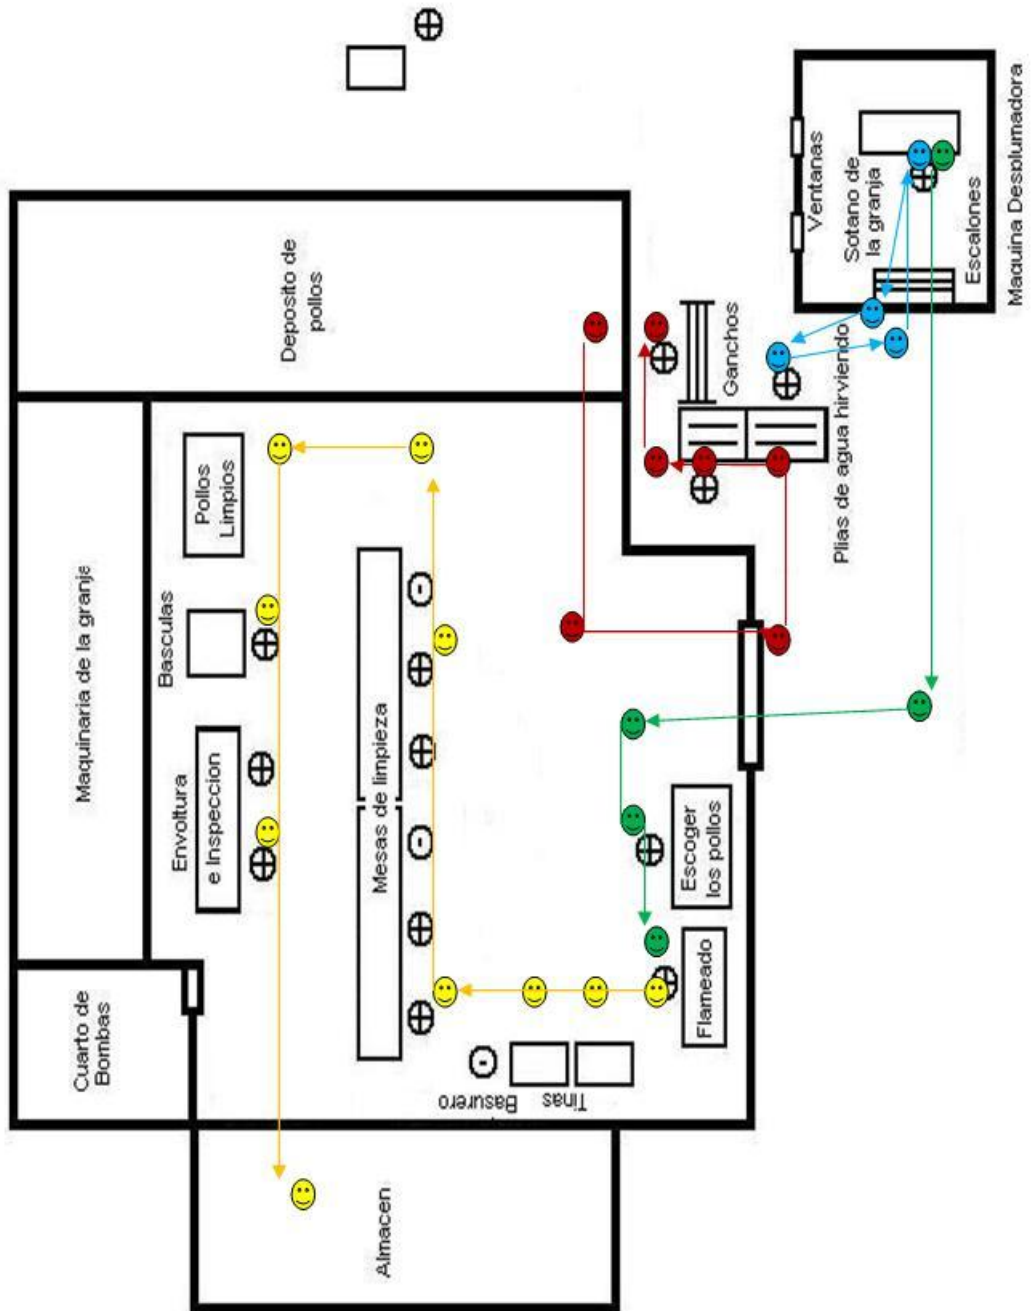 Deposito de
pollos
Maquinaria de la granja
Cuarto de
Bombas
Almacen
Envoltura
e Inspeccion
Basculas
Pollos
Limpios
Mesas de limpieza
Basurero
Tinas
Flameado
Escoger
los pollos
Ganchos
Plias de agua hirviendo
Ventanas
Sotano de
la granja
Escalones
Maquina Desplumadora